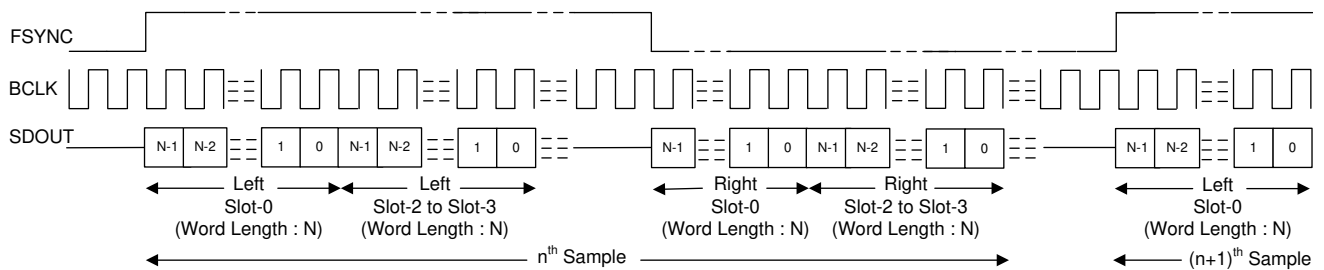 FSYNC
BCLK
SDOUT
N-1 N-2 1 0 N-1 N-2 1 0 N-1 1 0 N-1 N-2 1 0 N-1 N-2 1 0
Left Left Right Right Left
Slot-0 Slot-2 to Slot-3 Slot-0 Slot-2 to Slot-3 Slot-0
(Word Length : N) (Word Length : N) (Word Length : N) (Word Length : N) (Word Length : N)
nth Sample (n+1)th Sample